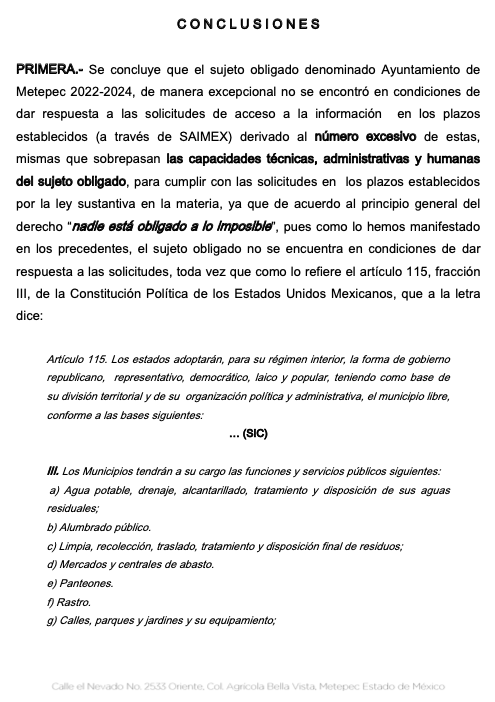 CONCLUSIONES
PRIMERA.- Se concluye que el sujeto obligado denominado Ayuntamiento de
Metepec 2022-2024, de manera excepcional no se encontró en condiciones de
dar respuesta a las solicitudes de acceso a la información en los plazos
establecidos (a través de SAIMEX) derivado al número excesivo de estas,
mismas que sobrepasan las capacidades técnicas, administrativas y humanas
del sujeto obligado, para cumplir con las solicitudes en los plazos establecidos
por la ley sustantiva en la materia, ya que de acuerdo al principio general del
derecho “nadie está obligado a lo imposible”, pues como lo hemos manifestado
en los precedentes, el sujeto obligado no se encuentra en condiciones de dar
respuesta a las solicitudes, toda vez que como lo refiere el artículo 115, fracción
III, de la Constitución Política de los Estados Unidos Mexicanos, que a la letra
dice:
Artículo 115. Los estados adoptarán, para su régimen interior, la forma de gobierno
republicano, representativo, democrático, laico y popular, teniendo como base de
su división territorial y de su organización política y administrativa, el municipio libre,
conforme a las bases siguientes:
... (SIC)
III. Los Municipios tendrán a su cargo las funciones y servicios públicos siguientes:
a) Agua potable, drenaje, alcantarillado, tratamiento y disposición de sus aguas
residuales;
b) Alumbrado público.
c) Limpia, recolección, traslado, tratamiento y disposición final de residuos;
d) Mercados y centrales de abasto.
e) Panteones.
f) Rastro.
g) Calles, parques y jardines y su equipamiento;
Calle el Nevado No. 2533 Oriente, Col. Agrícola Bella Vista, Metepec Estado de México